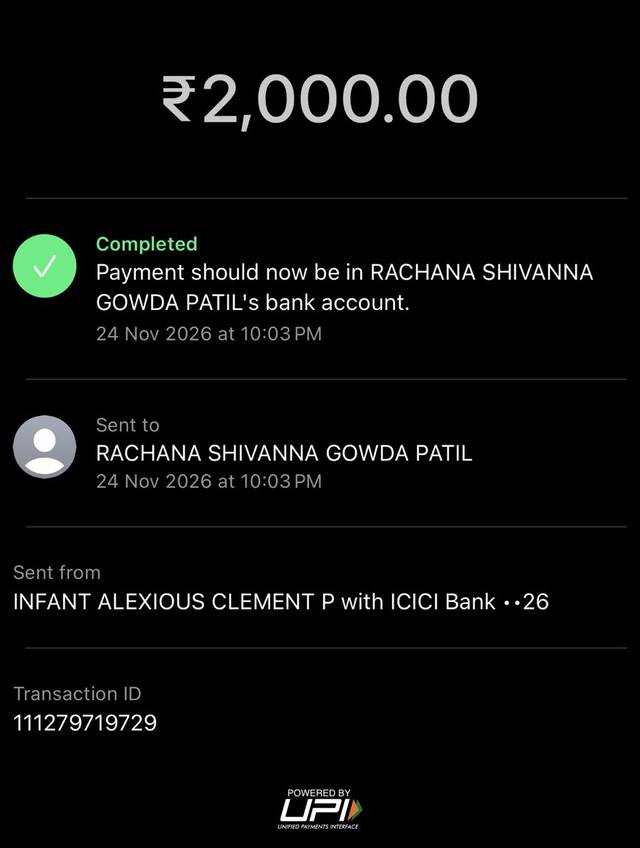 ₹2,000.00
Completed
Payment should now be in RACHANA SHIVANNA
GOWDA PATIL's bank account.
24 Nov 2026 at 10:03 PM
Sent to
RACHANA SHIVANNA GOWDA PATIL
24 Nov 2026 at 10:03 PM
Sent from
INFANT ALEXIOUS CLEMENT P with ICICI Bank ··26
Transaction ID
111279719729
POWERED BY
UPI
UNIFIED PAYMENTS INTERFACE